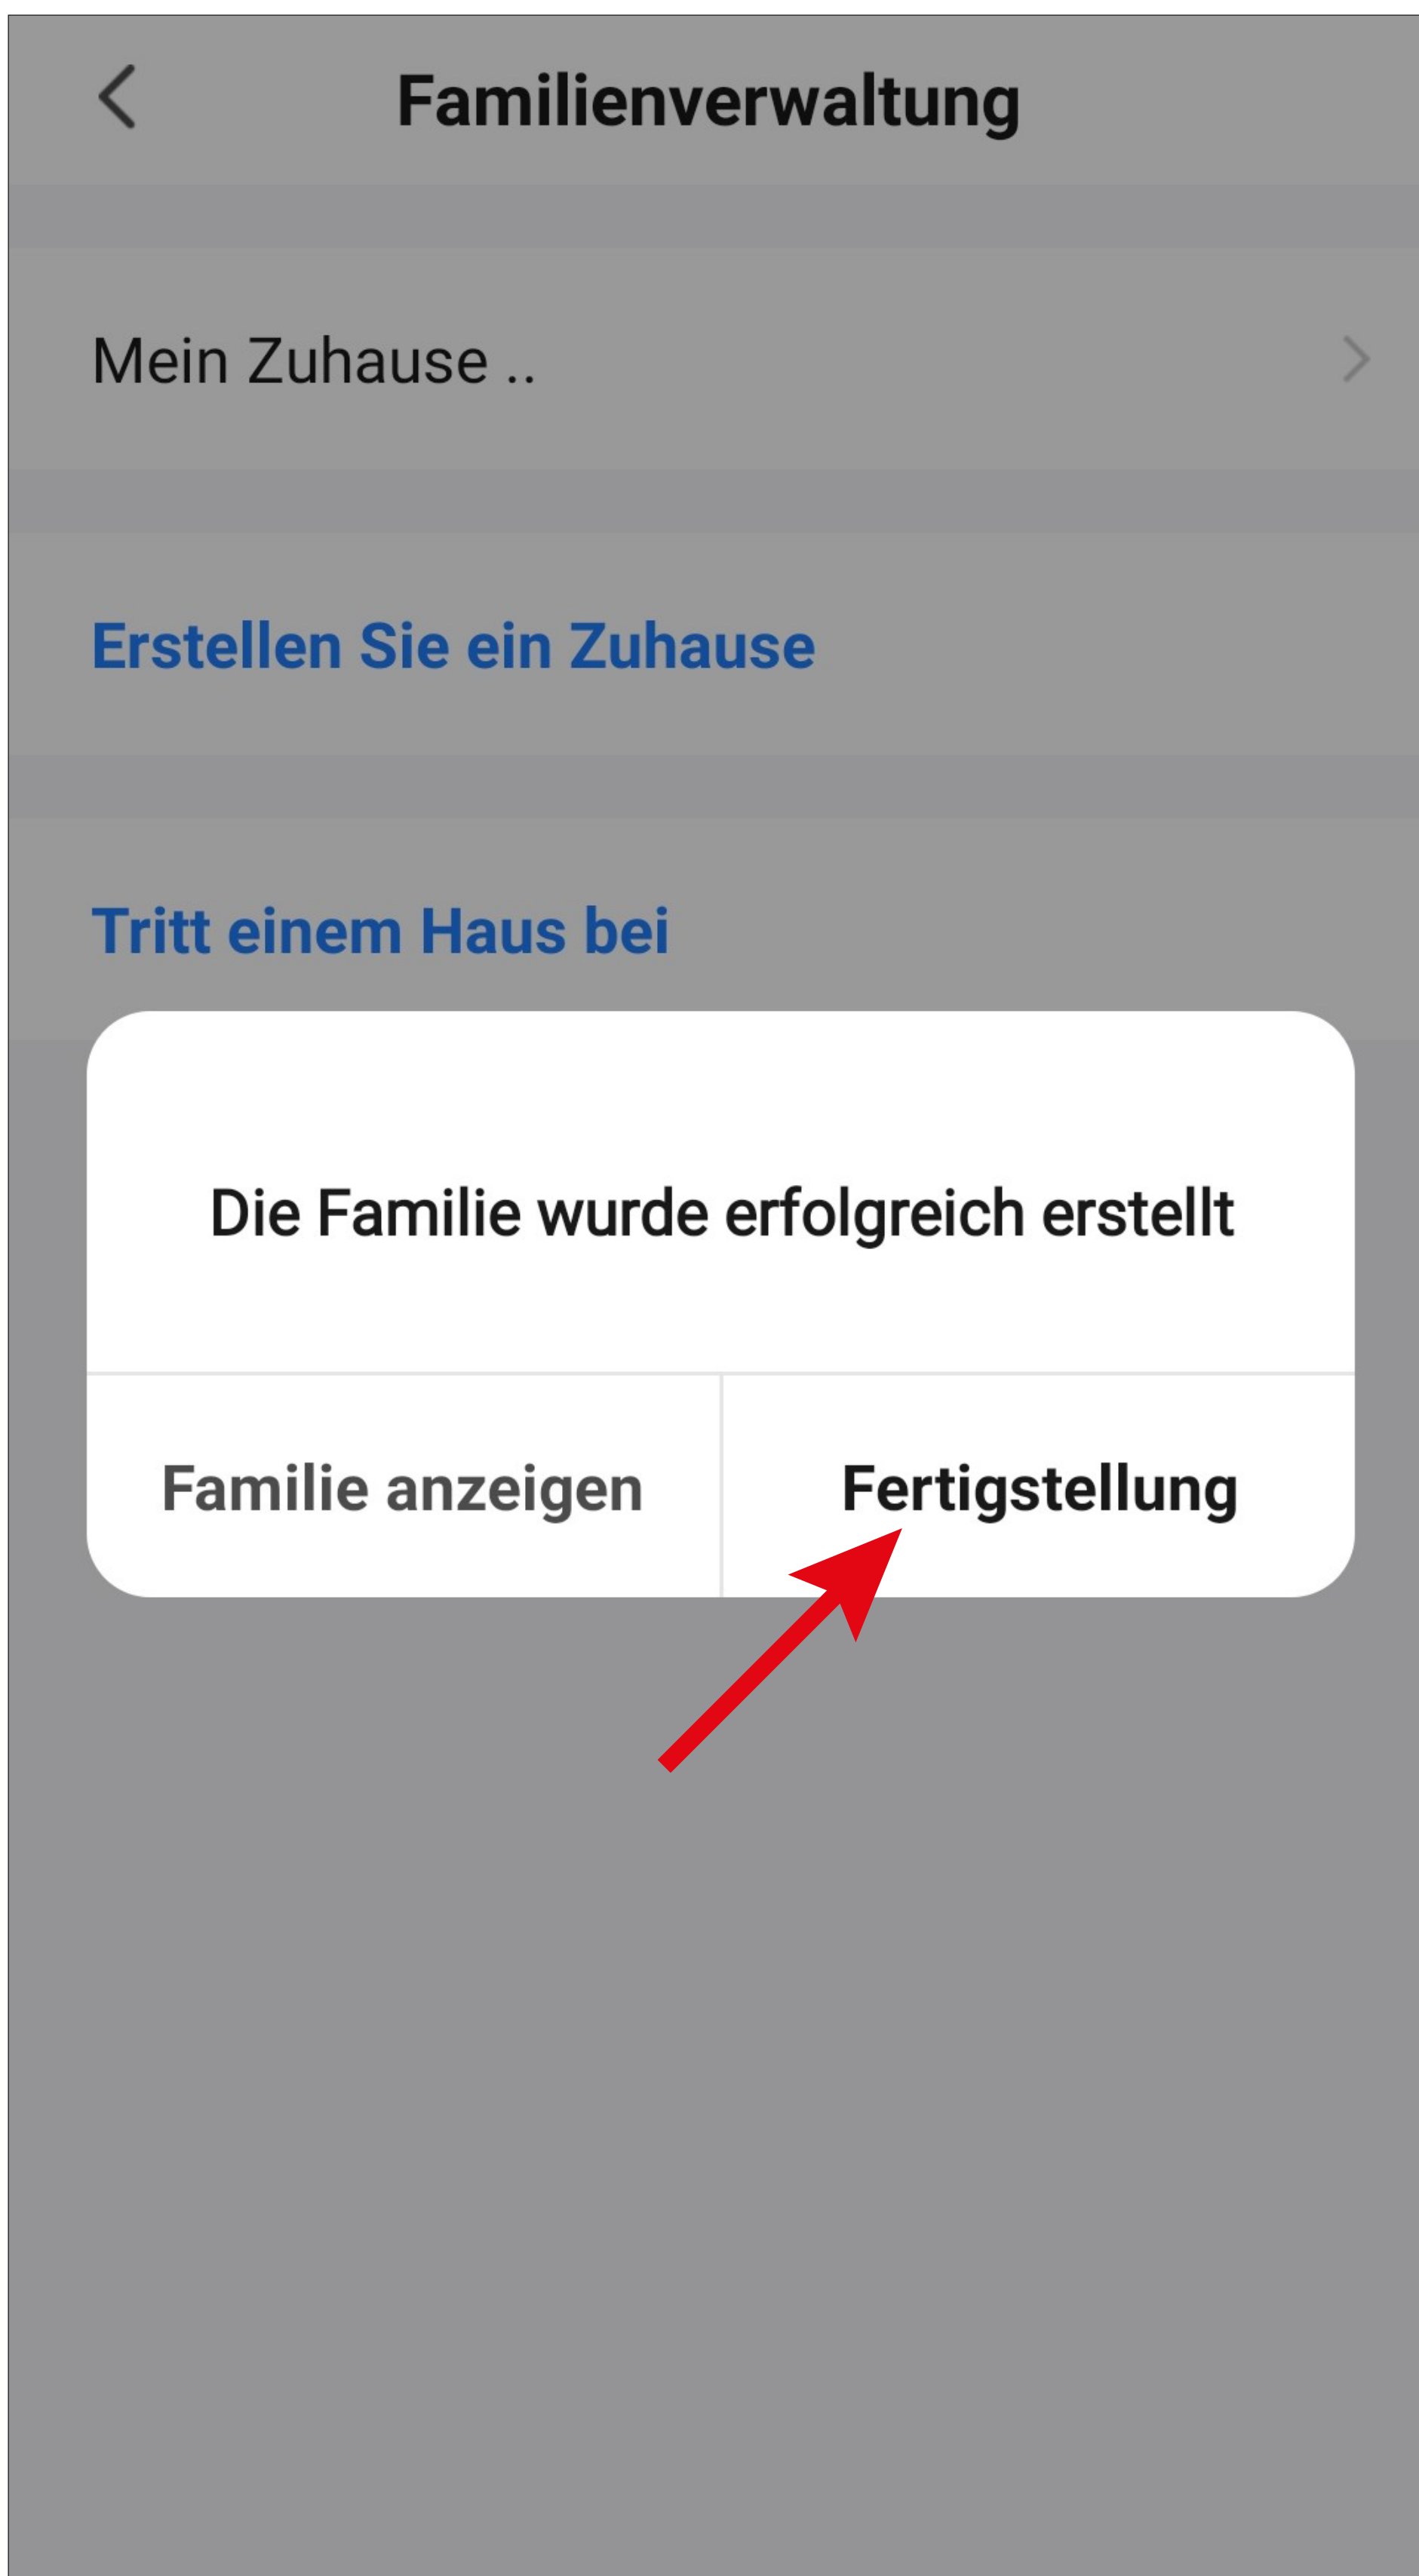 Familienverwaltung
Mein Zuhause ..
Erstellen Sie ein Zuhause
Tritt einem Haus bei
Die Familie wurde erfolgreich erstellt
Familie anzeigen
Fertigstellung